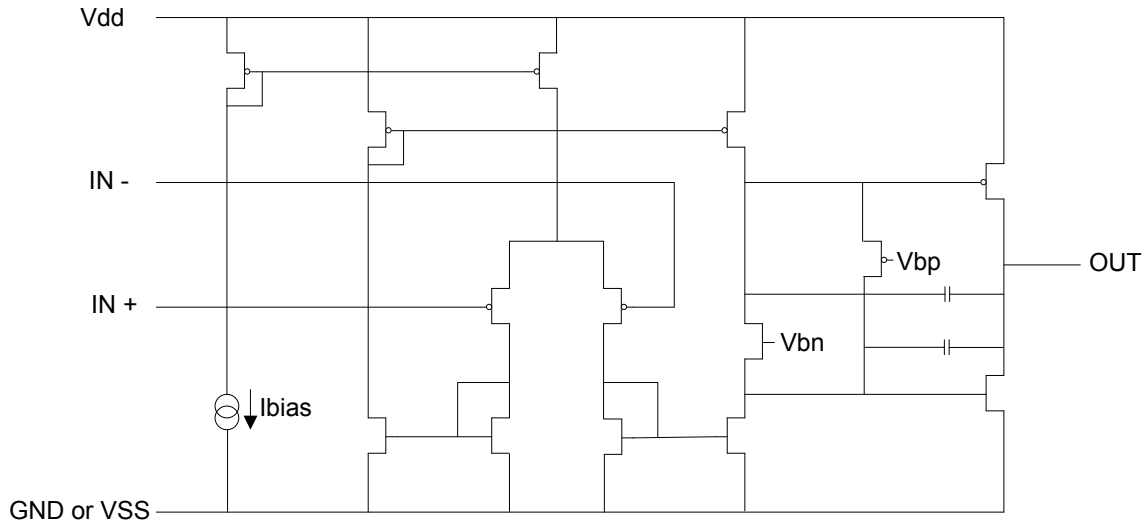 Vdd
IN -
Vbp
OUT
IN +
Vbn
Ibias
GND or VSS